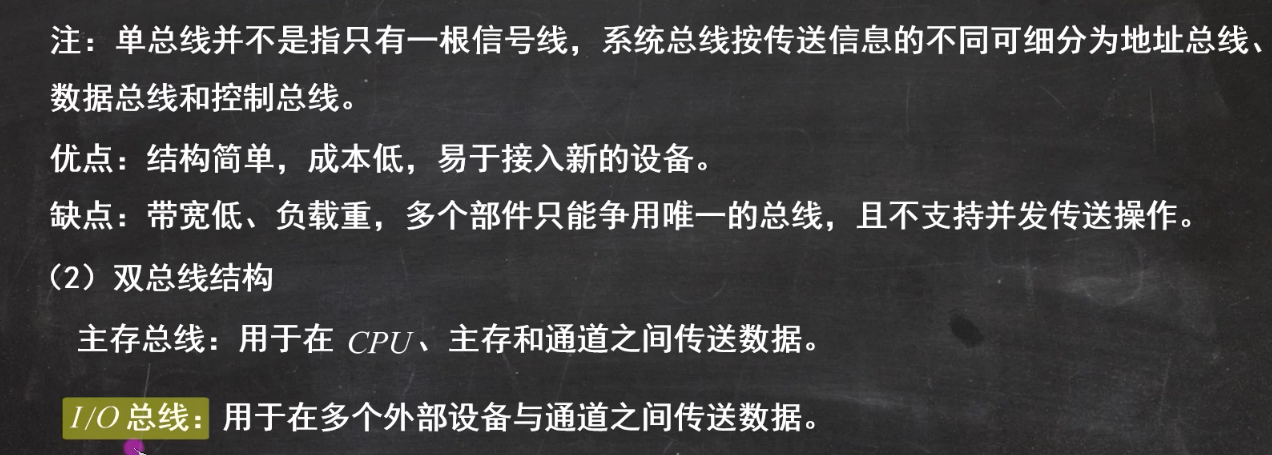 注：单总线并不是指只有一根信号线，系统总线按传送信息的不同可细分为地址总线、
数据总线和控制总线。
优点：结构简单，成本低，易于接入新的设备。
缺点：带宽低、负载重，多个部件只能争用唯一的总线，且不支持并发传送操作。
（2）双总线结构
主存总线：用于在 CPU、主存和通道之间传送数据。
I/O 总线：用于在多个外部设备与通道之间传送数据。